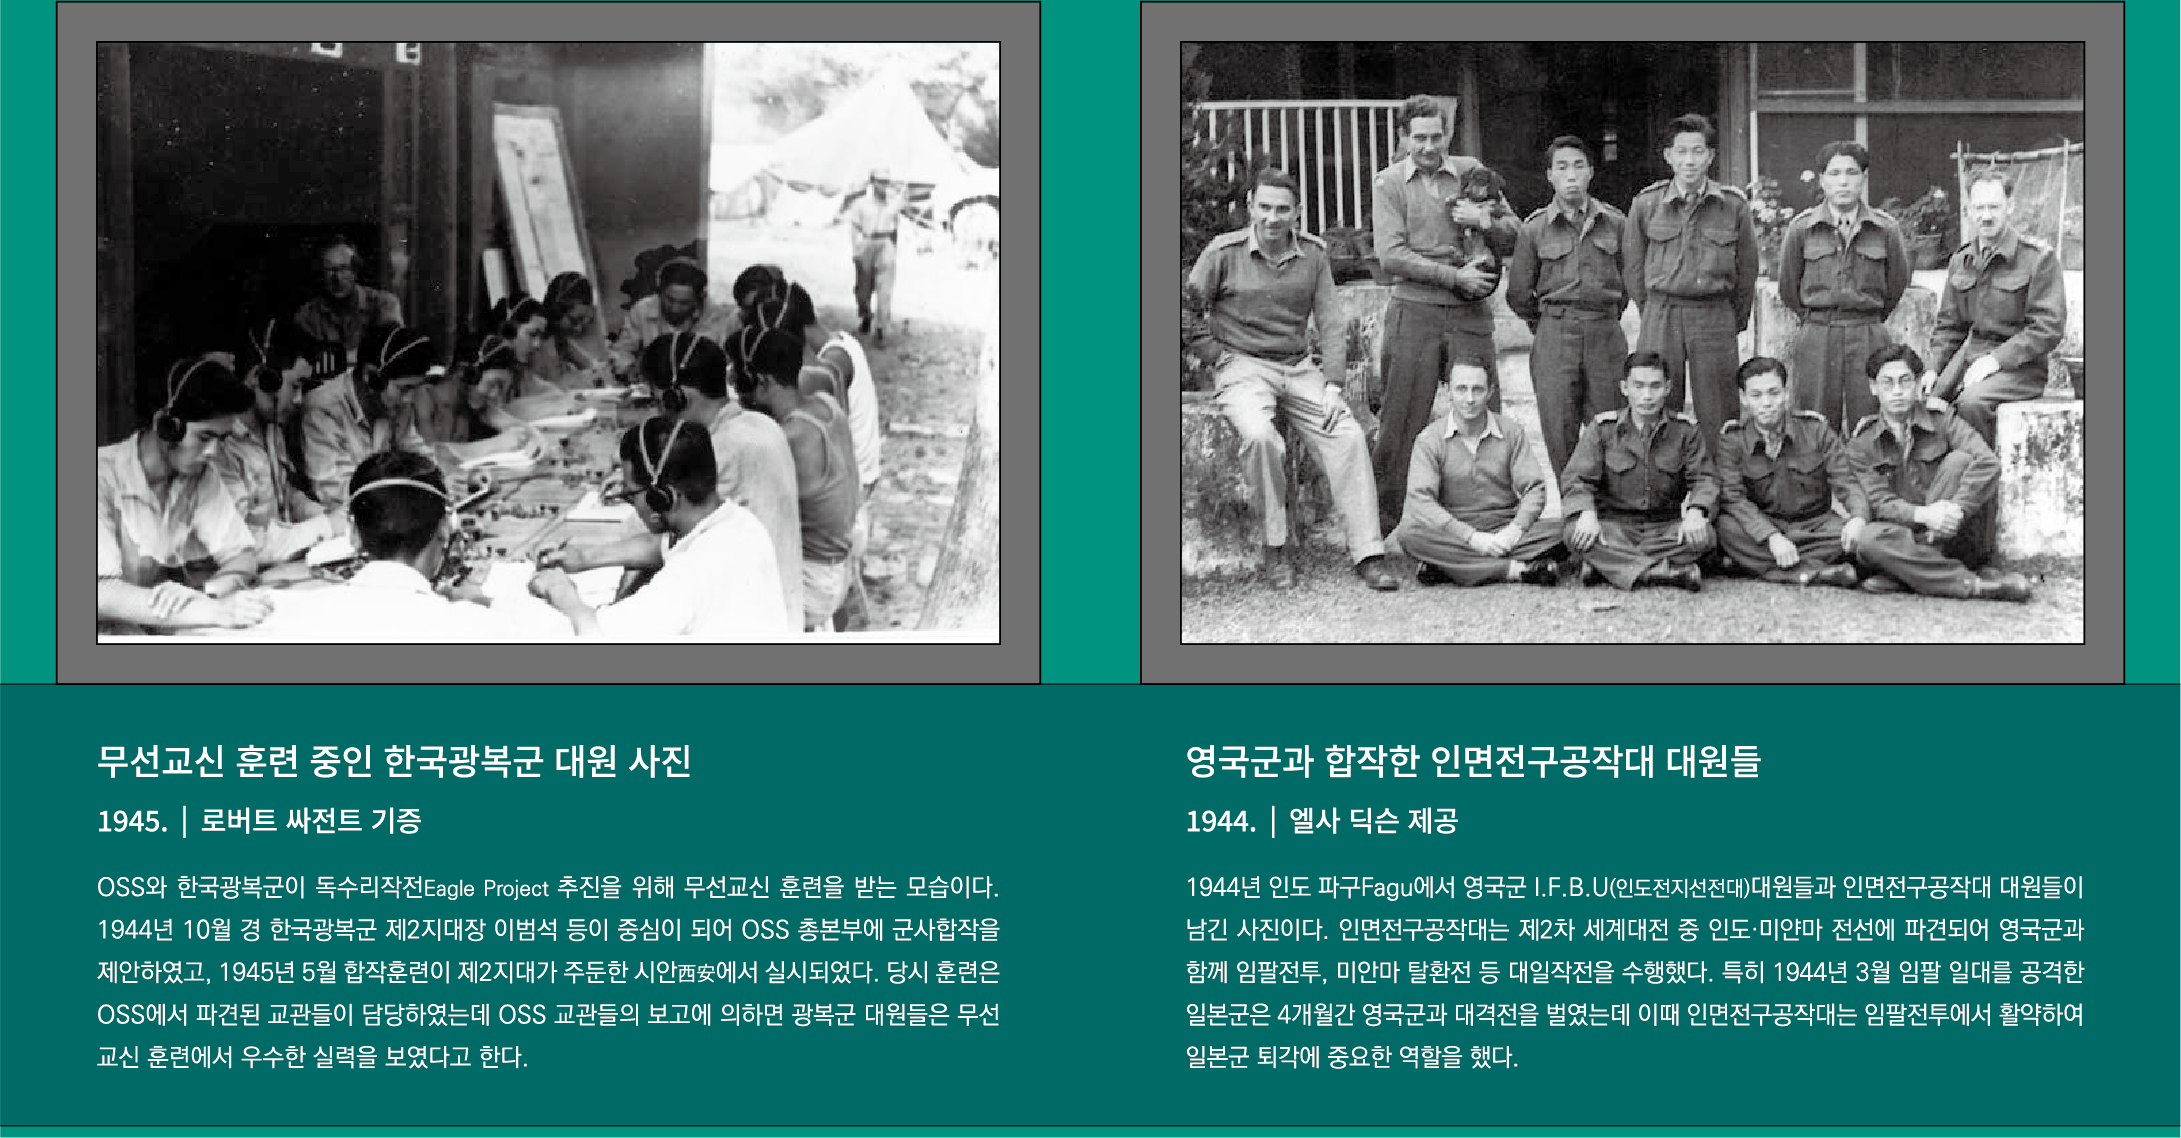 무선교신 훈련 중인 한국광복군 대원 사진
1945. | 로버트 싸전트 기증
OSS와 한국광복군이 독수리작전Eagle Project 추진을 위해 무선교신 훈련을 받는 모습이다.
1944년 10월 경 한국광복군 제2지대장 이범석 등이 중심이 되어 OSS 총본부에 군사합작을
제안하였고, 1945년 5월 합작훈련이 제2지대가 주둔한 시안西安에서 실시되었다. 당시 훈련은
OSS에서 파견된 교관들이 담당하였는데 OSS 교관들의 보고에 의하면 광복군 대원들은 무선
교신 훈련에서 우수한 실력을 보였다고 한다.
영국군과 합작한 인면전구공작대 대원들
1944. | 엘사 딕슨 제공
1944년 인도 파구Fagu에서 영국군 I.F.B.U(인도전지선전대)대원들과 인면전구공작대 대원들이
남긴 사진이다. 인면전구공작대는 제2차 세계대전 중 인도·미얀마 전선에 파견되어 영국군과
함께 임팔전투, 미얀마 탈환전 등 대일작전을 수행했다. 특히 1944년 3월 임팔 일대를 공격한
일본군은 4개월간 영국군과 대격전을 벌였는데 이때 인면전구공작대는 임팔전투에서 활약하여
일본군 퇴각에 중요한 역할을 했다.